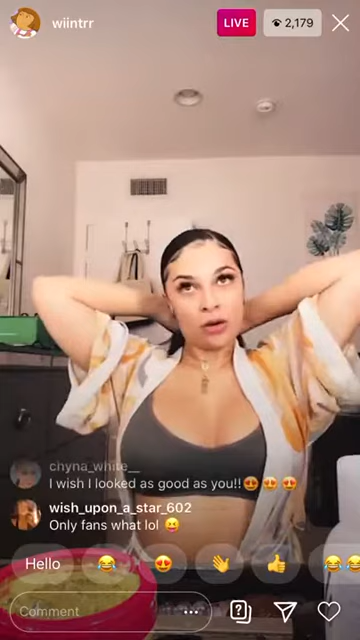 wiintrr
LIVE
2,179
chyna_white__
I wish I looked as good as you!!😍😍😍
wish_upon_a_star_602
Only fans what lol 😝
Hello 😂 😍 👋 👍 😂😂
Comment